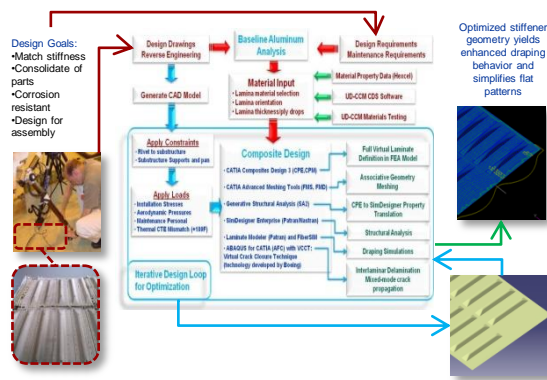 Design Goals:
•Match stiffness
•Consolidate of
parts
•Corrosion
resistant
•Design for
assembly
Design Drawings
Reverse Engineering
Baseline Aluminum
Analysis
Design Requirements
Maintenance Requirements
Generate CAD Model
Material Input
• Lamina material selection
• Lamina orientation
• Lamina thickness/ply drops
Material Property Data (Hexcel)
UD-CCM CDS Software
UD-CCM Materials Testing
Apply Constraints
• Rivet to substructure
• Substructure Supports and pan
Apply Loads
• Installation Stresses
• Aerodynamic Pressures
• Maintenance Personal
• Thermal CTE Mismatch (+180F)
Composite Design
• CATIA Composites Design 3 (CPE,CPM)
• CATIA Advanced Meshing Tools (FMS, FMD)
• Generative Structural Analysis (GAS)
• SimDesigner Enterprise (Patran/Nastran)
• Laminate Modeler (Patran) and FiberSIM
• ABAQUS for CATIA (AFC) with VCCT:
Virtual Crack Closure Technique
(technology developed by Boeing)
Full Virtual Laminate
Definition in FEA Model
Associative Geometry
Meshing
CPE to SimDesigner Property
Translation
Structural Analysis
Draping Simulations
Interlaminar Delamination
Mixed-mode crack
propagation
Iterative Design Loop
for Optimization
Optimized stiffener
geometry yields
enhanced draping
behavior and
simplifies flat
patterns